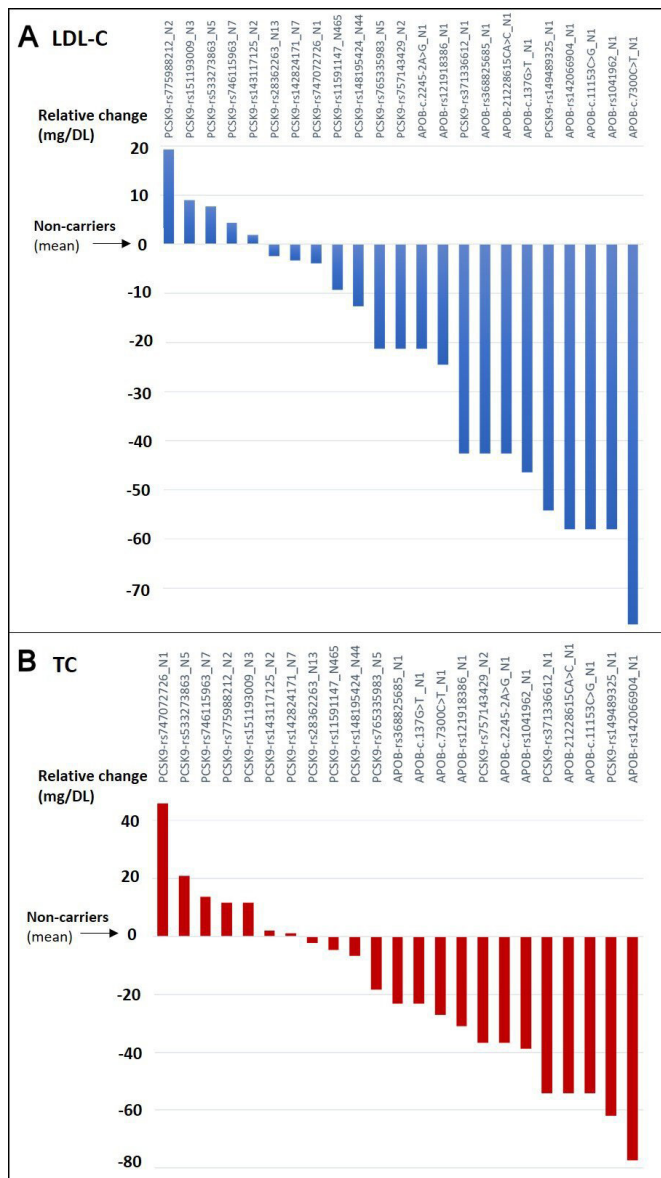 A LDL-C
PCSK9-rs775988212_N2
PCSK9-rs151193009_N3
PCSK9-rs533273863_N5
PCSK9-rs746115963_N7
PCSK9-rs143117125_N2
PCSK9-rs28362263_N13
PCSK9-rs142824171_N7
PCSK9-rs747072726_N1
PCSK9-rs11591147_N465
PCSK9-rs148195424_N44
PCSK9-rs765335983_N5
PCSK9-rs757143429_N2
APOB-c.2245-2A>G_N1
APOB-rs121918386_N1
PCSK9-rs371336612_N1
APOB-rs368825685_N1
APOB-21228615CA>C_N1
APOB-c.137G>T_N1
PCSK9-rs149489325_N1
APOB-rs142066904_N1
APOB-c.11153C>G_N1
APOB-rs1041962_N1
APOB-c.7300C>T_N1
Relative change
(mg/DL)
20
10
Non-carriers
(mean)
0
-10
-20
-30
-40
-50
-60
-70
B TC
PCSK9-rs747072726_N1
PCSK9-rs533273863_N5
PCSK9-rs746115963_N7
PCSK9-rs775988212_N2
PCSK9-rs151193009_N3
PCSK9-rs143117125_N2
PCSK9-rs142824171_N7
PCSK9-rs28362263_N13
PCSK9-rs11591147_N465
PCSK9-rs148195424_N44
PCSK9-rs765335983_N5
APOB-rs368825685_N1
APOB-c.137G>T_N1
APOB-c.7300C>T_N1
APOB-rs121918386_N1
PCSK9-rs757143429_N2
APOB-c.2245-2A>G_N1
APOB-rs1041962_N1
PCSK9-rs371336612_N1
APOB-21228615CA>C_N1
APOB-c.11153C>G_N1
PCSK9-rs149489325_N1
APOB-rs142066904_N1
Relative change
(mg/DL)
40
20
Non-carriers
(mean)
0
-20
-40
-60
-80